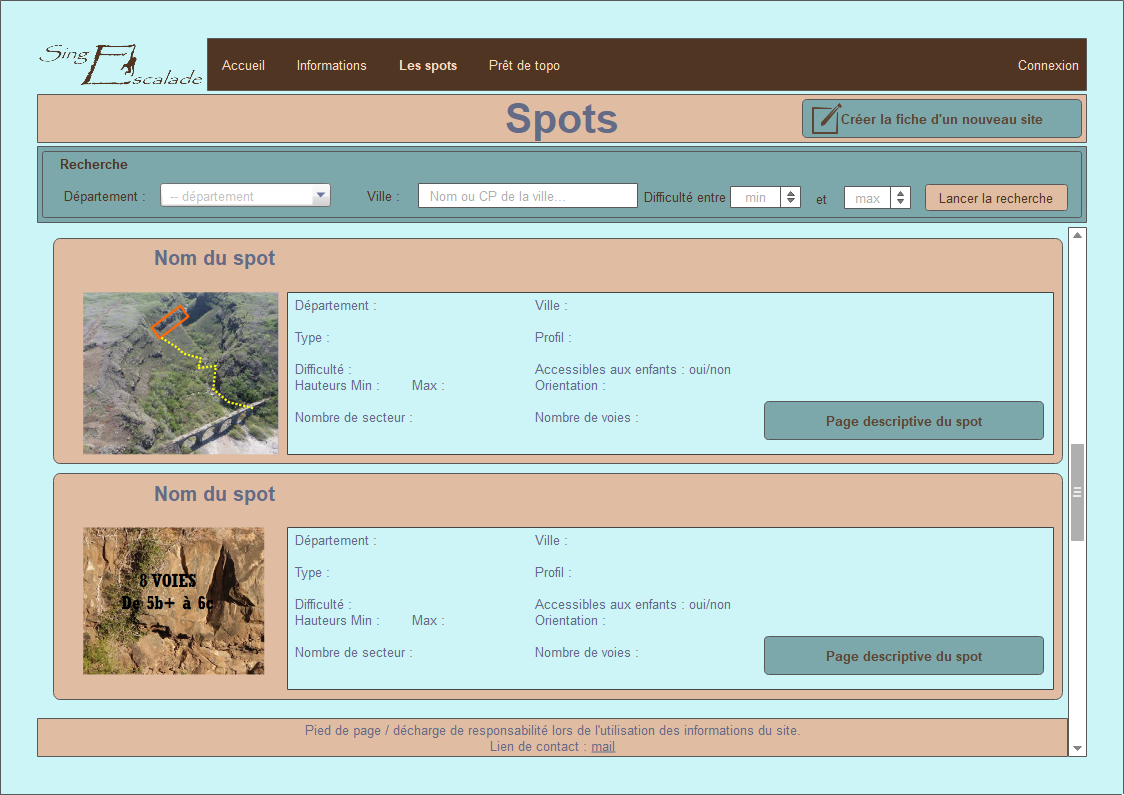 Sing Escalade
Accueil Informations Les spots Prêt de topo Connexion
Spots
Créer la fiche d'un nouveau site
Recherche
Département : -- département Ville : Nom ou CP de la ville... Difficulté entre min et max Lancer la recherche
Nom du spot
Département : Ville :
Type : Profil :
Difficulté : Accessibles aux enfants : oui/non
Hauteurs Min : Max : Orientation :
Nombre de secteur : Nombre de voies :
Page descriptive du spot
Nom du spot
8 VOIES
De 5b+ à 6c
Département : Ville :
Type : Profil :
Difficulté : Accessibles aux enfants : oui/non
Hauteurs Min : Max : Orientation :
Nombre de secteur : Nombre de voies :
Page descriptive du spot
Pied de page / décharge de responsabilité lors de l'utilisation des informations du site.
Lien de contact : mail